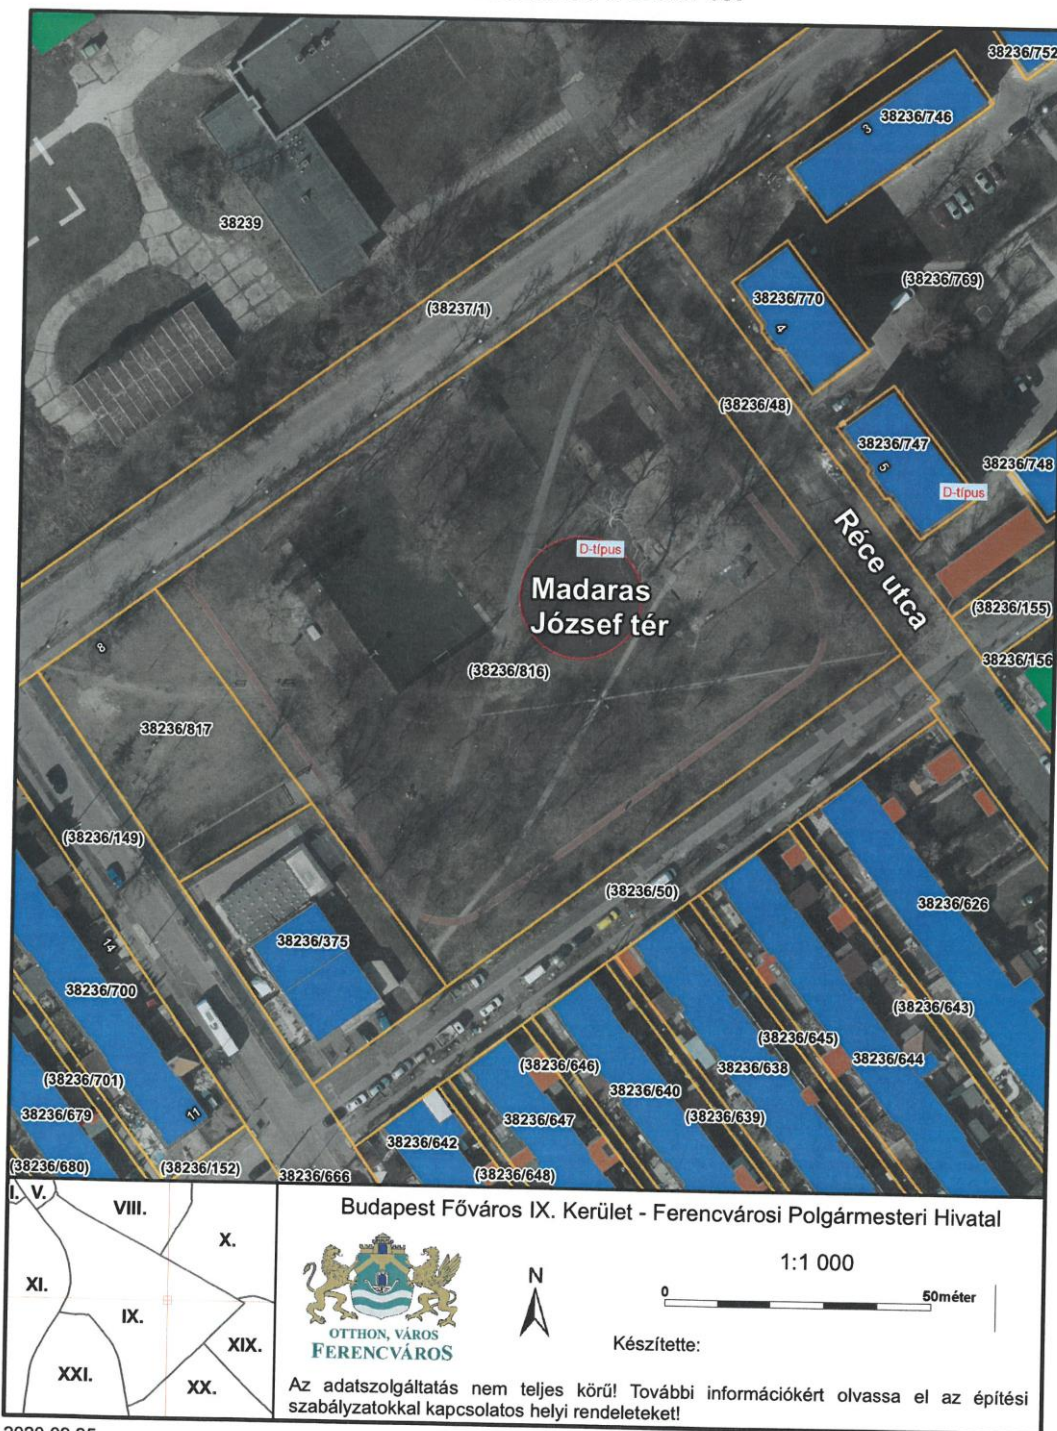 38236/752
38236/746
3
38239
(38237/1)
38236/770
4
(38236/769)
(38236/48)
38236/747
5
38236/748
D-típus
Réce utca
D-típus
Madaras
József tér
(38236/155)
38236/156
(38236/816)
8
38236/817
(38236/149)
(38236/50)
38236/626
38236/375
14
38236/700
(38236/643)
(38236/645)
38236/644
(38236/646)
38236/638
(38236/701)
38236/640
38236/679
11
38236/647
(38236/639)
38236/642
(38236/680)
(38236/152)
38236/666
(38236/648)
I.
V.
VIII.
X.
XI.
IX.
XIX.
XXI.
XX.
Budapest Főváros IX. Kerület - Ferencvárosi Polgármesteri Hivatal
OTTHON, VÁROS
FERENCVÁROS
N
1:1 000
0
50méter
Készítette:
Az adatszolgáltatás nem teljes körű! További információkért olvassa el az építési
szabályzatokkal kapcsolatos helyi rendeleteket!